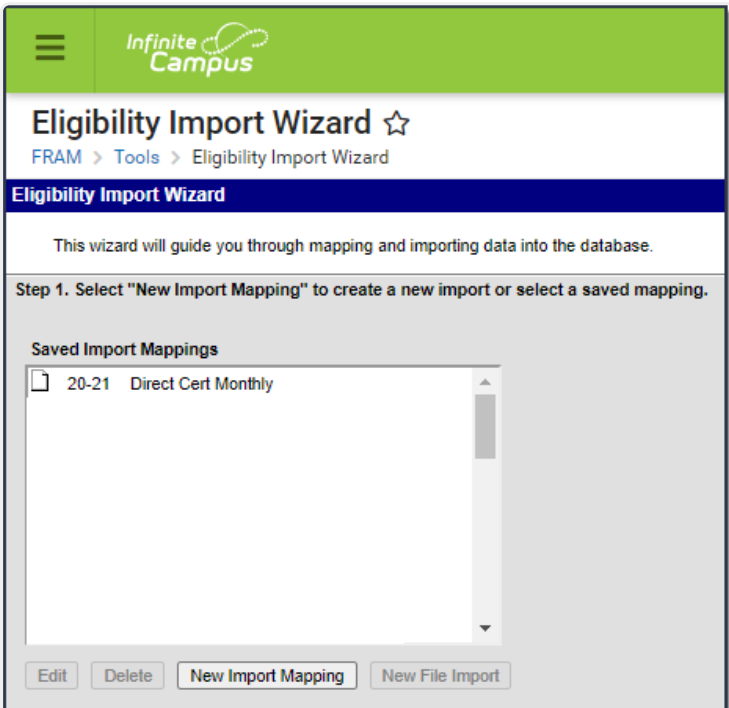 Infinite
Campus
Eligibility Import Wizard
FRAM > Tools > Eligibility Import Wizard
Eligibility Import Wizard
This wizard will guide you through mapping and importing data into the database.
Step 1. Select "New Import Mapping" to create a new import or select a saved mapping.
Saved Import Mappings
20-21 Direct Cert Monthly
Edit Delete New Import Mapping New File Import